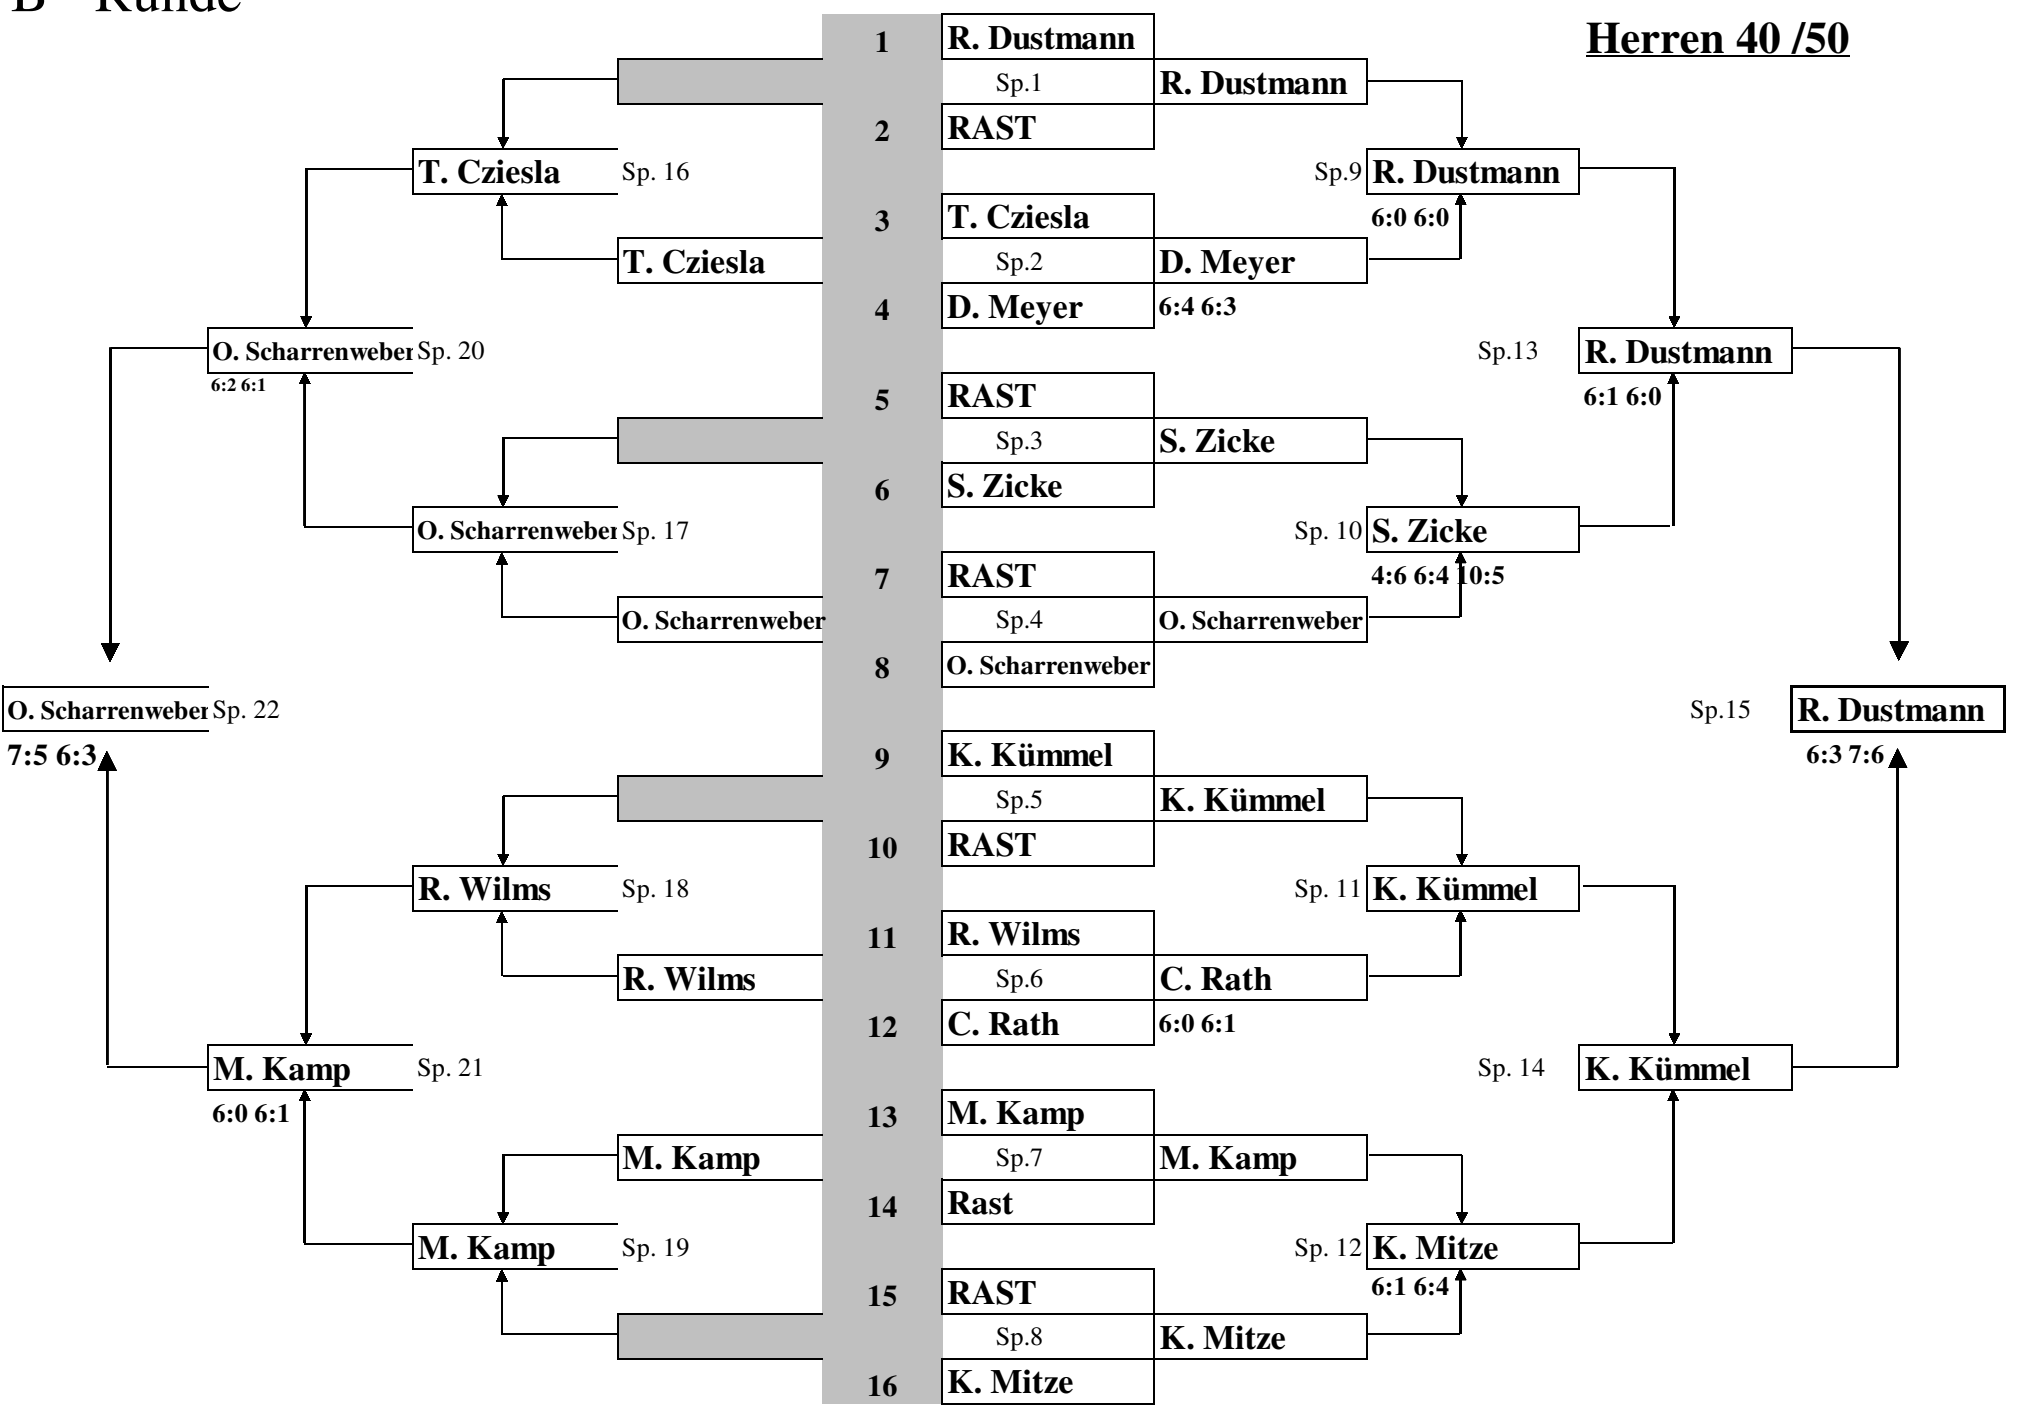 B - Runde
Herren 40 /50
1 R. Dustmann
Sp.1 R. Dustmann
2 RAST
T. Cziesla Sp. 16
Sp.9 R. Dustmann
3 T. Cziesla
6:0 6:0
T. Cziesla
Sp.2 D. Meyer
4 D. Meyer 6:4 6:3
O. Scharrenweber Sp. 20
Sp.13 R. Dustmann
6:2 6:1
5 RAST
6:1 6:0
Sp.3 S. Zicke
6 S. Zicke
O. Scharrenweber Sp. 17
Sp. 10 S. Zicke
7 RAST
4:6 6:4 10:5
O. Scharrenweber
Sp.4 O. Scharrenweber
8 O. Scharrenweber
O. Scharrenweber Sp. 22
Sp.15 R. Dustmann
7:5 6:3
9 K. Kümmel
6:3 7:6
Sp.5 K. Kümmel
10 RAST
R. Wilms Sp. 18
Sp. 11 K. Kümmel
11 R. Wilms
R. Wilms
Sp.6 C. Rath
12 C. Rath 6:0 6:1
M. Kamp Sp. 21
Sp. 14 K. Kümmel
6:0 6:1
13 M. Kamp
M. Kamp
Sp.7 M. Kamp
14 Rast
M. Kamp Sp. 19
Sp. 12 K. Mitze
15 RAST
6:1 6:4
Sp.8 K. Mitze
16 K. Mitze